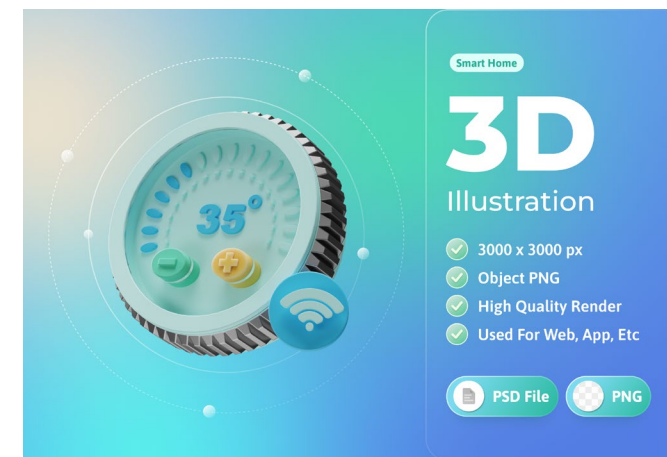 Smart Home
3D
Illustration
3000 x 3000 px
Object PNG
High Quality Render
Used For Web, App, Etc
PSD File
PNG
35°